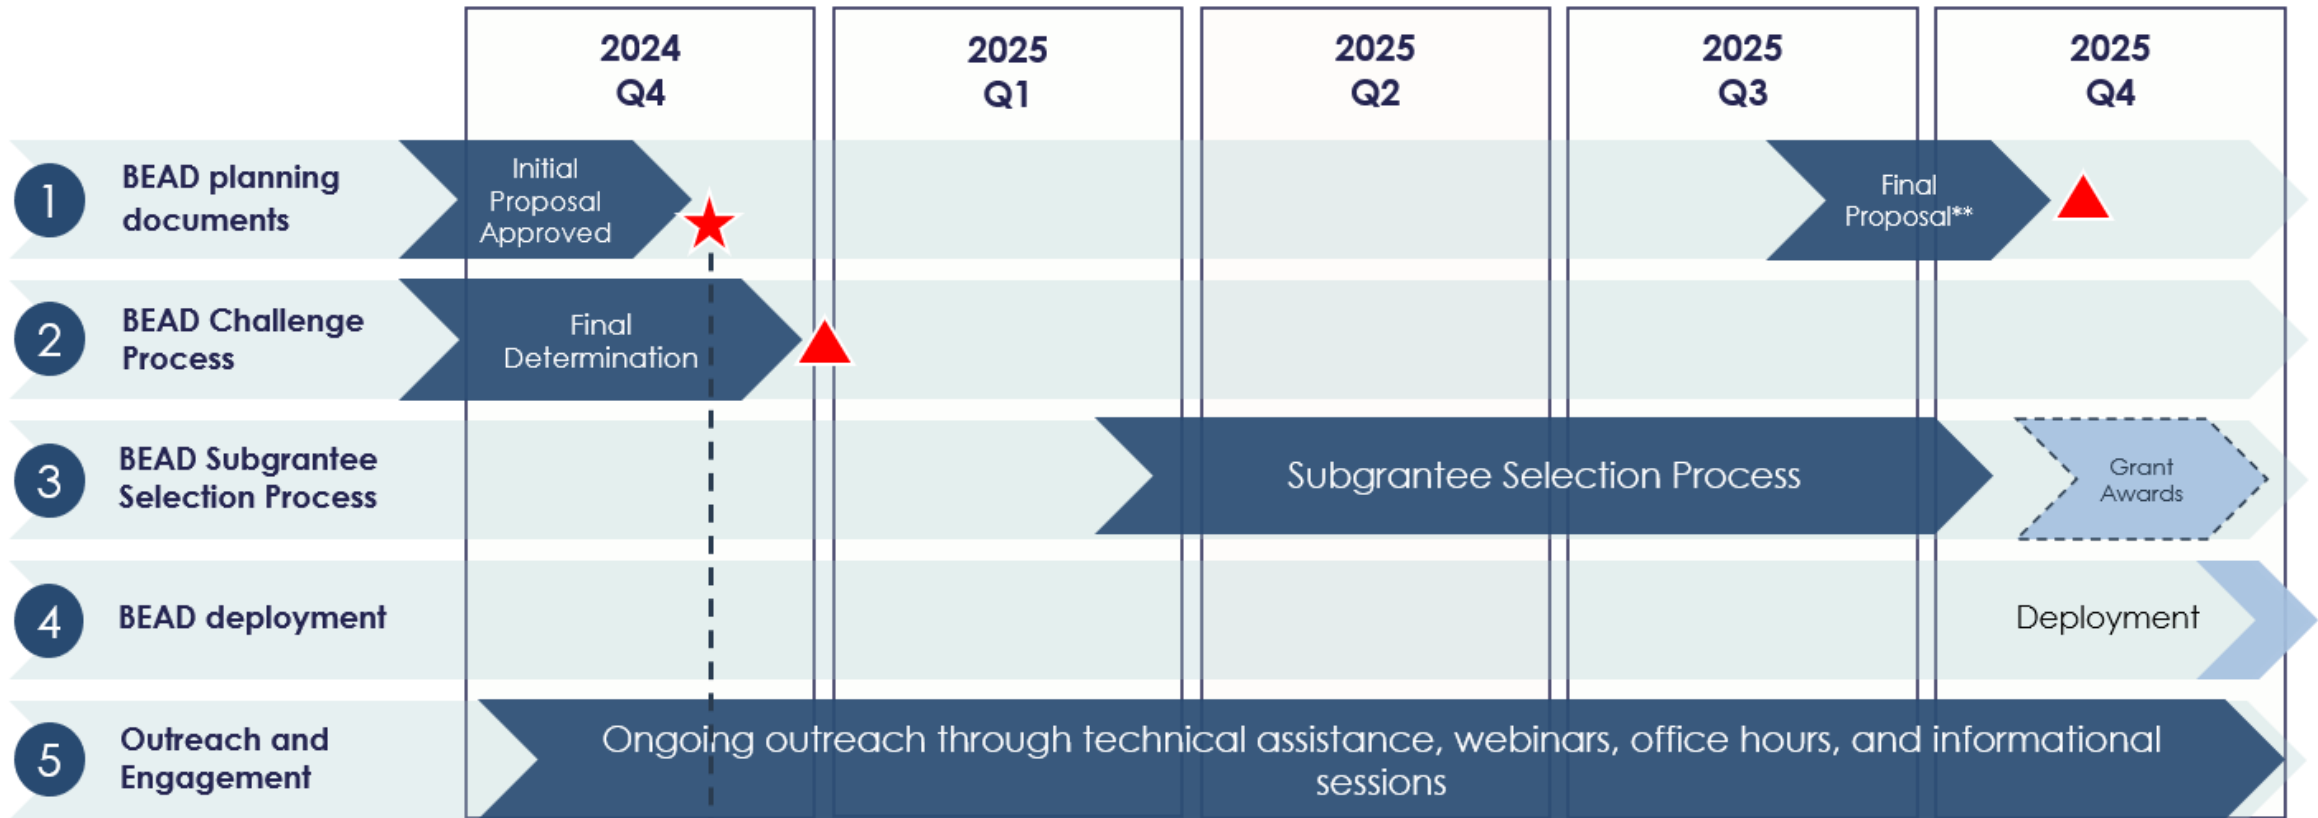 2024
Q4
2025
Q1
2025
Q2
2025
Q3
2025
Q4
1
BEAD planning
documents
Initial
Proposal
Approved
Final
Proposal**
2
BEAD Challenge
Process
Final
Determination
3
BEAD Subgrantee
Selection Process
Subgrantee Selection Process
Grant
Awards
4
BEAD deployment
Deployment
5
Outreach and
Engagement
Ongoing outreach through technical assistance, webinars, office hours, and informational
sessions